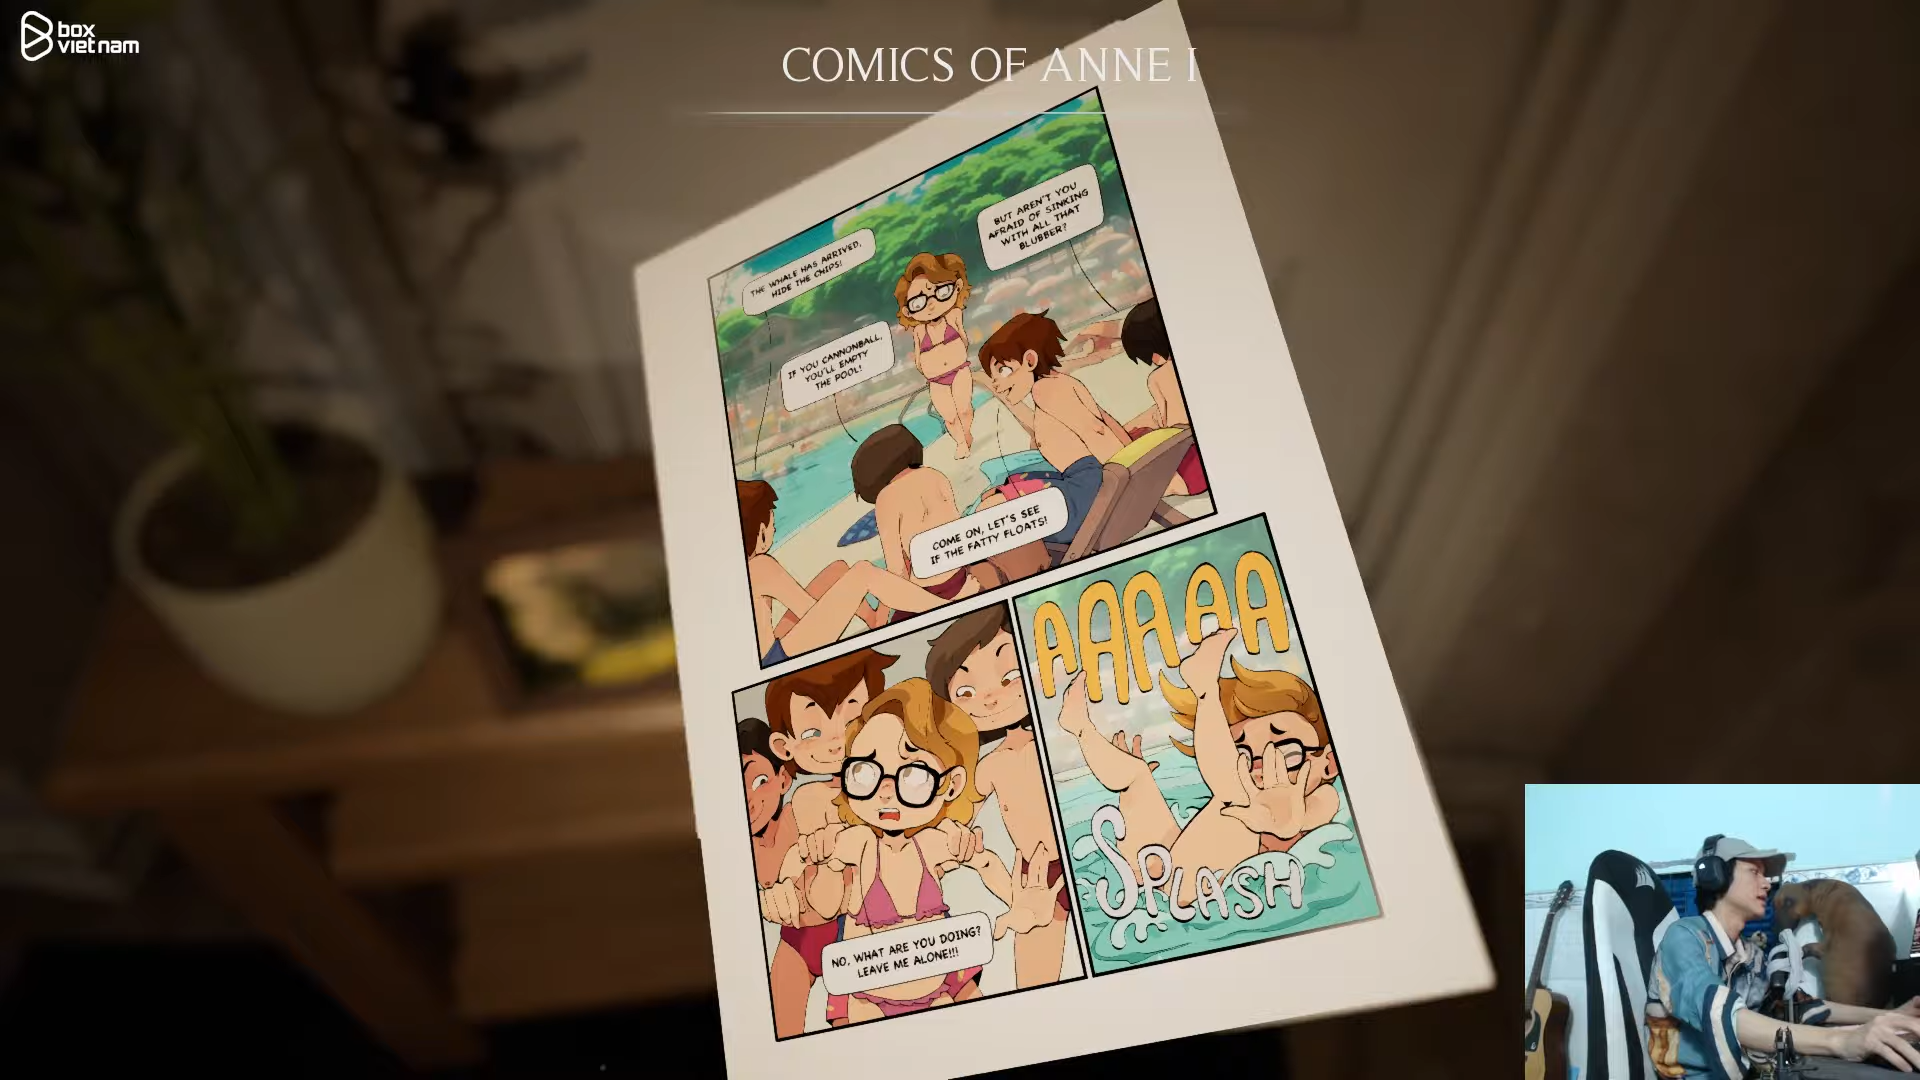 box
vietnam
COMICS OF ANNE I
THE WHALE HAS ARRIVED,
HIDE THE CHIPS!
BUT AREN'T YOU
AFRAID OF SINKING
WITH ALL THAT
BLUBBER?
IF YOU CANNONBALL,
YOU'LL EMPTY
THE POOL!
COME ON, LET'S SEE
IF THE FATTY FLOATS!
NO, WHAT ARE YOU DOING?
LEAVE ME ALONE!!!
AAAAA
SPLASH